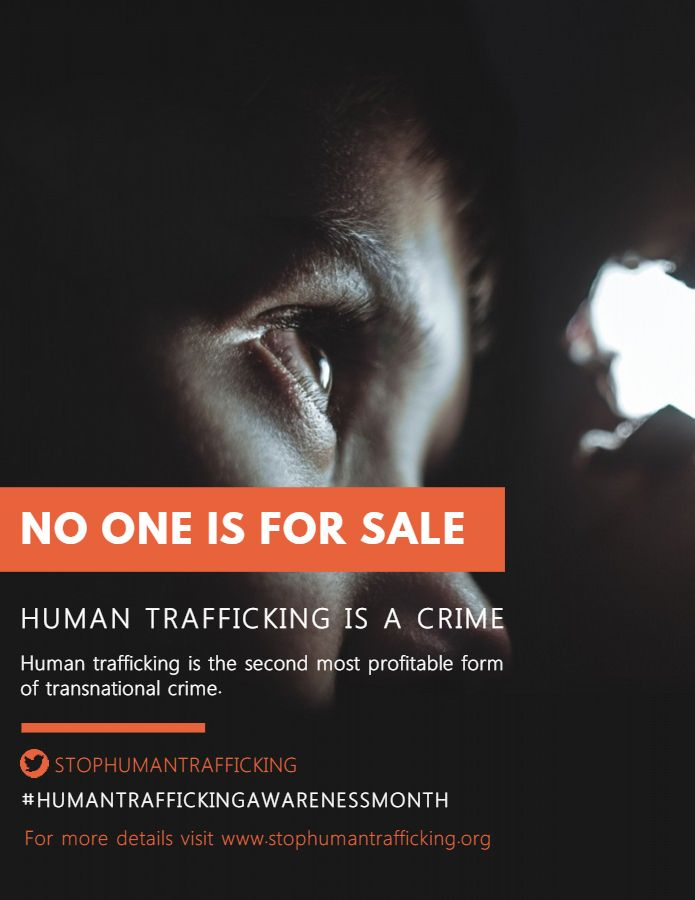 NO ONE IS FOR SALE
HUMAN TRAFFICKING IS A CRIME
Human trafficking is the second most profitable form
of transnational crime.
STOPHUMANTRAFFICKING
#HUMANTRAFFICKINGAWARENESSMONTH
For more details visit www.stophumantrafficking.org